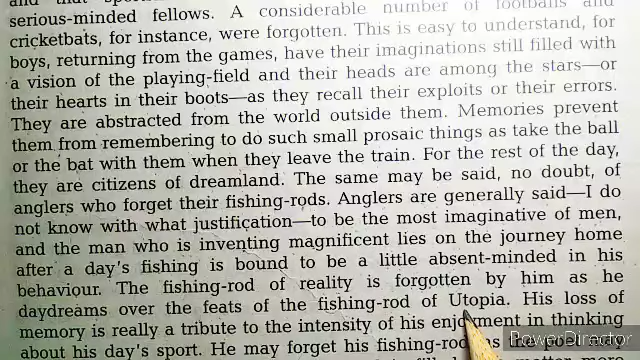 serious-minded fellows. A considerable number of footballs and
cricketbats, for instance, were forgotten. This is easy to understand, for
boys, returning from the games, have their imaginations still filled with
a vision of the playing-field and their heads are among the stars—or
their hearts in their boots—as they recall their exploits or their errors.
They are abstracted from the world outside them. Memories prevent
them from remembering to do such small prosaic things as take the ball
or the bat with them when they leave the train. For the rest of the day,
they are citizens of dreamland. The same may be said, no doubt, of
anglers who forget their fishing-rods. Anglers are generally said—I do
not know with what justification—to be the most imaginative of men,
and the man who is inventing magnificent lies on the journey home
after a day's fishing is bound to be a little absent-minded in his
behaviour. The fishing-rod of reality is forgotten by him as he
daydreams over the feats of the fishing-rod of Utopia. His loss of
memory is really a tribute to the intensity of his enjoyment in thinking
about his day's sport. He may forget his fishing-rod
PowerDirector